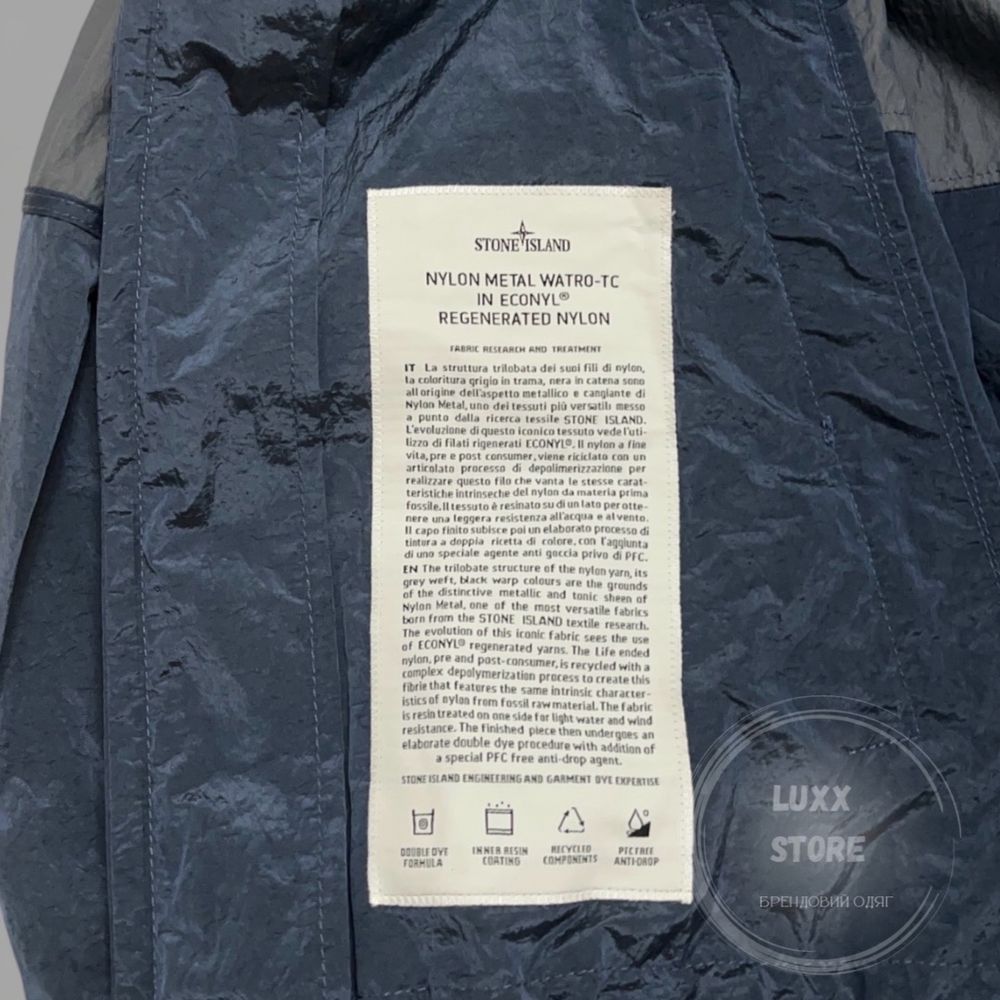 STONE ISLAND
NYLON METAL WATRO-TC
IN ECONYL®
REGENERATED NYLON
FABRIC RESEARCH AND TREATMENT
IT La struttura trilobata dei suoi fili di nylon,
la coloritura grigio in trama, nera in catena sono
all origine dell'aspetto metallico e cangiante di
Nylon Metal, uno dei tessuti più versatili messo
a punto dalla ricerca tessile STONE ISLAND.
L'evoluzione di questo iconico tessuto vede l'uti-
lizzo di filati rigenerati ECONYL®. Il nylon a fine
vita, pre e post consumer, viene riciclato con un
articolato processo di depolimerizzazione per
realizzare questo filo che vanta le stesse carat-
teristiche intrinseche del nylon da materia prima
fossile. Il tessuto è resinato su di un lato per otte-
nere una leggera resistenza all'acqua e al vento.
Il capo finito subisce poi un elaborato processo di
tintura a doppia ricetta di colore, con l'aggiunta
di uno speciale agente anti goccia privo di PFC.
EN The trilobate structure of the nylon yarn, its
grey weft, black warp colours are the grounds
of the distinctive metallic and tonic sheen of
Nylon Metal, one of the most versatile fabrics
born from the STONE ISLAND textile research.
The evolution of this iconic fabric sees the use
of ECONYL® regenerated yarns. The Life ended
nylon, pre and post-consumer, is recycled with a
complex depolymerization process to create this
fibrie that features the same intrinsic character-
istics of nylon from fossil raw material. The fabric
is resin treated on one side for light water and wind
resistance. The finished piece then undergoes an
elaborate double dye procedure with addition of
a special PFC free anti-drop agent.
STONE ISLAND ENGINEERING AND GARMENT DYE EXPERTISE
DOUBLE DYE
FORMULA
INNER RESIN
COATING
RECYCLED
COMPONENTS
PFC FREE
ANTI-DROP
LUXX
STORE
БРЕНДОВИЙ ОДЯГ